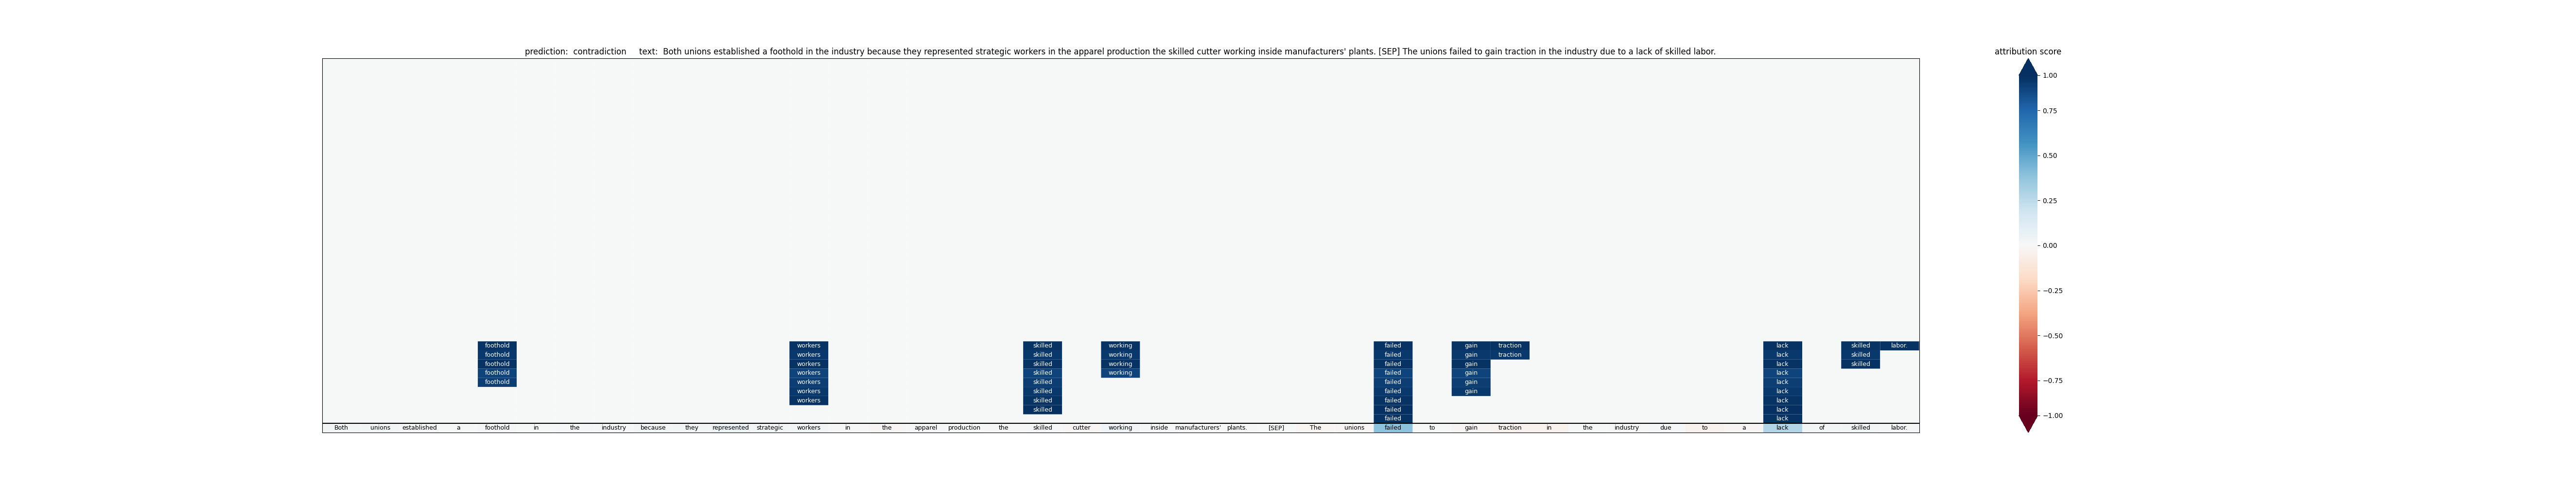 prediction: contradiction text: Both unions established a foothold in the industry because they represented strategic workers in the apparel production the skilled cutter working inside manufacturers' plants. [SEP] The unions failed to gain traction in the industry due to a lack of skilled labor.
foothold workers skilled working failed gain traction lack skilled labor.
foothold workers skilled working failed gain traction lack skilled
foothold workers skilled working failed gain lack skilled
foothold workers skilled working failed gain lack
foothold workers skilled failed gain lack
workers skilled failed gain lack
workers skilled failed lack
skilled failed lack
failed lack
Both unions established a foothold in the industry because they represented strategic workers in the apparel production the skilled cutter working inside manufacturers' plants. [SEP] The unions failed to gain traction in the industry due to a lack of skilled labor.
attribution score
1.00
0.75
0.50
0.25
0.00
−0.25
−0.50
−0.75
−1.00